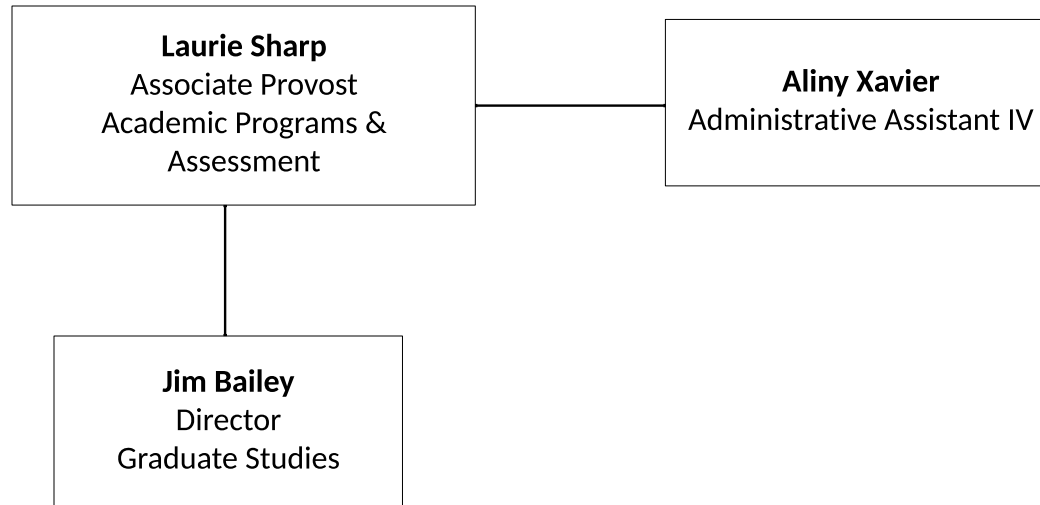 Laurie Sharp
Associate Provost
Academic Programs &
Assessment
Aliny Xavier
Administrative Assistant IV
Jim Bailey
Director
Graduate Studies